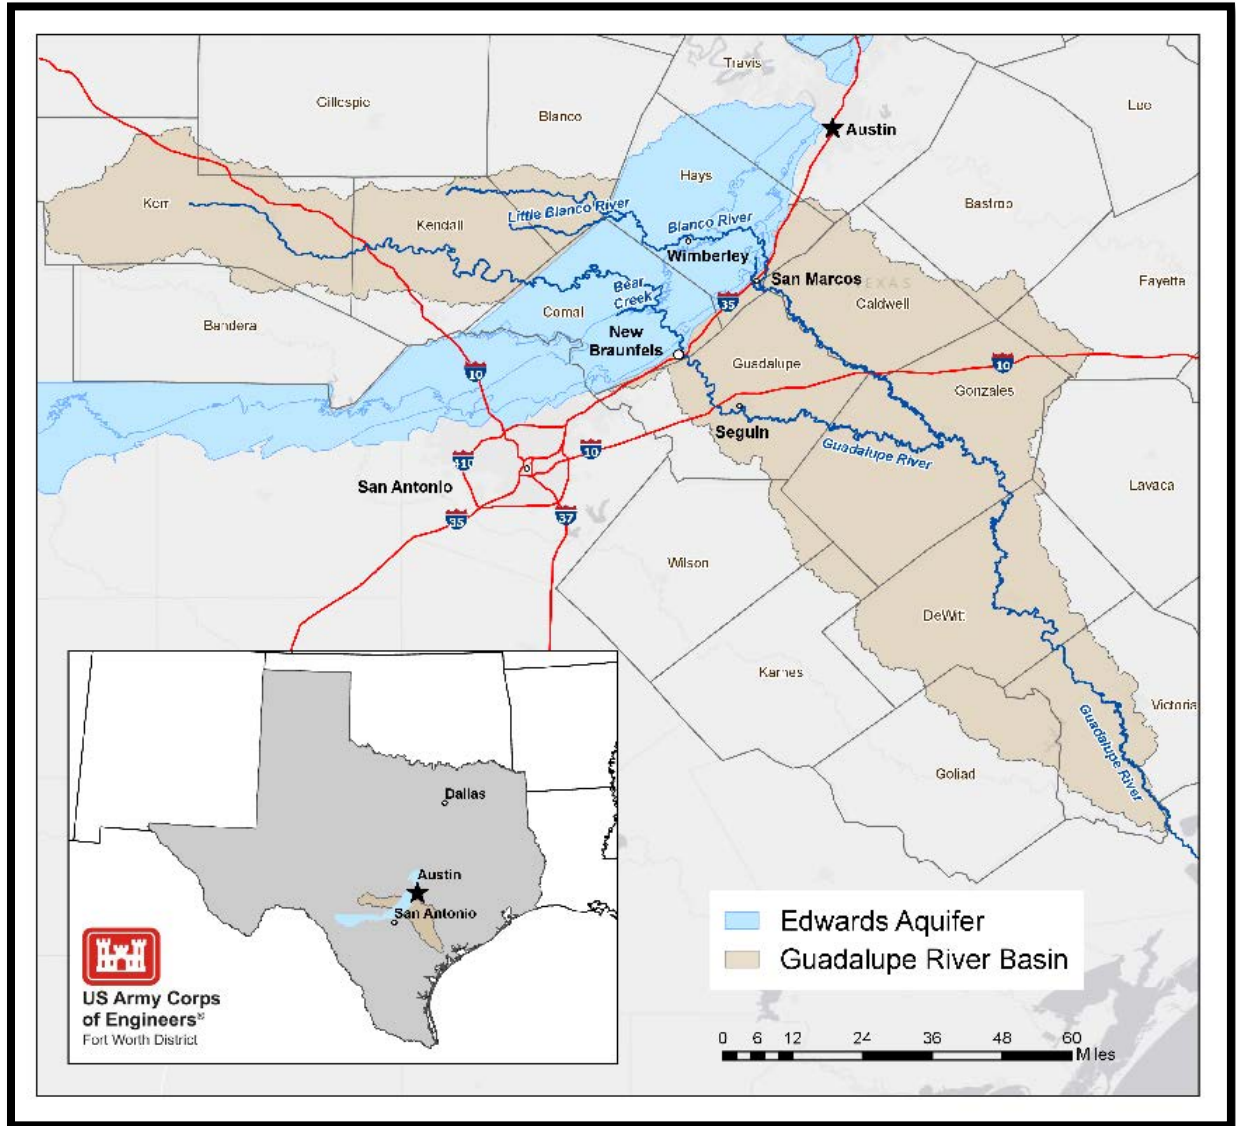 Travis
Lee
Gillespie
Blanco
Austin
Hays
Kerr
Bastrop
Little Blanco River
Kendall
Blanco River
Wimberley
San Marcos
TEXAS
Fayette
Bear
Creek
35
Caldwell
Comal
Bandera
New
Braunfels
Guadalupe
10
10
Gonzales
Seguin
Guadalupe River
10
410
San Antonio
Lavaca
35
37
Wilson
DeWitt
Karnes
Victoria
Guadalupe River
Goliad
Dallas
Austin
San Antonio
US Army Corps
of Engineers®
Fort Worth District
Edwards Aquifer
Guadalupe River Basin
0 6 12 24 36 48 60
Miles